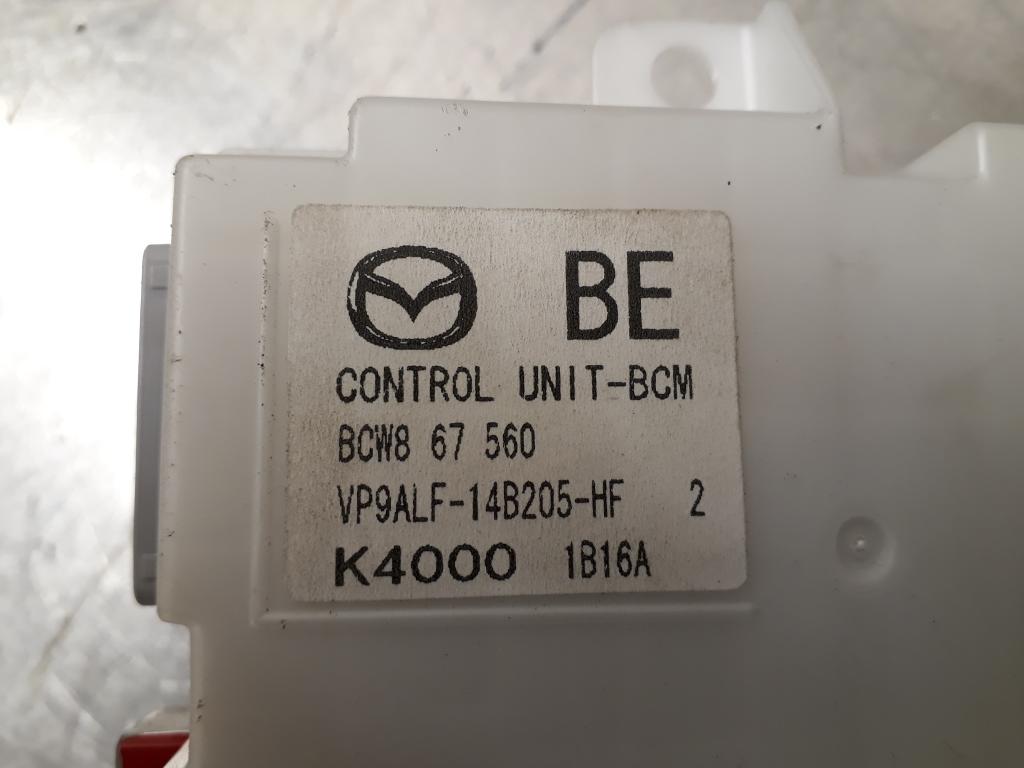 BE
CONTROL UNIT-BCM
BCW8 67 560
VP9ALF-14B205-HF 2
K4000 1B16A